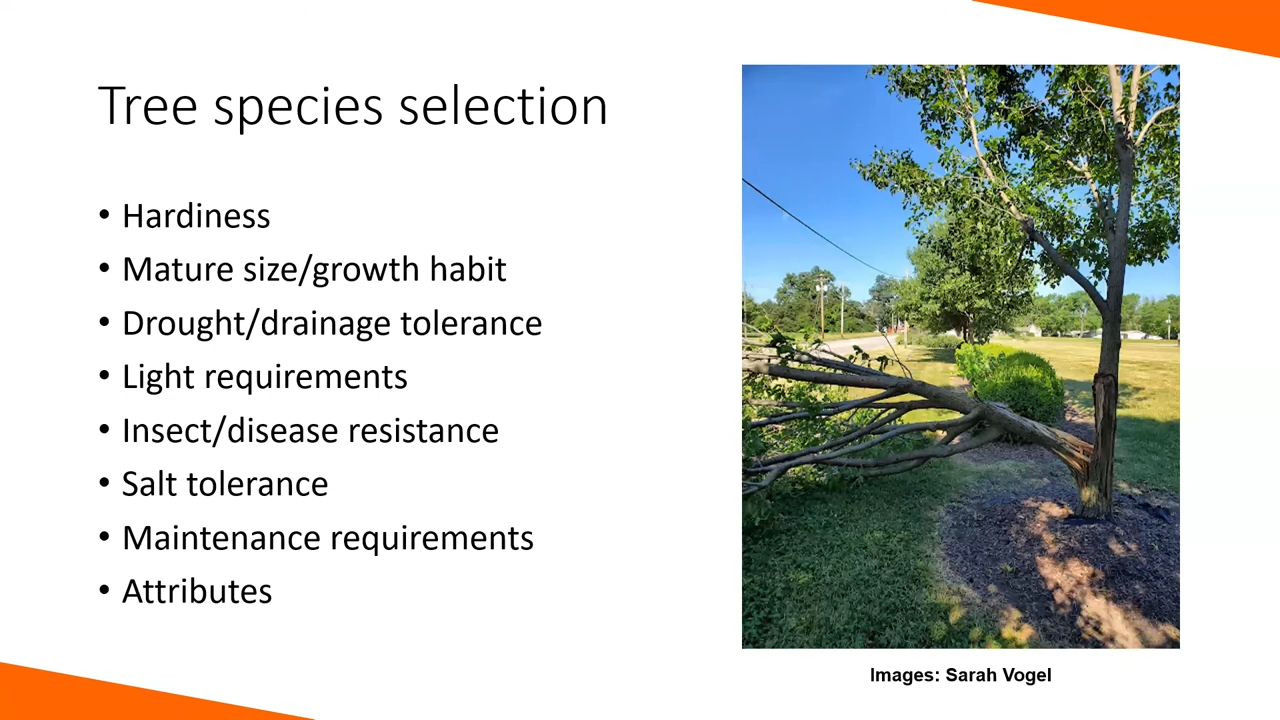 Tree species selection
• Hardiness
• Mature size/growth habit
• Drought/drainage tolerance
• Light requirements
• Insect/disease resistance
• Salt tolerance
• Maintenance requirements
• Attributes
Images: Sarah Vogel